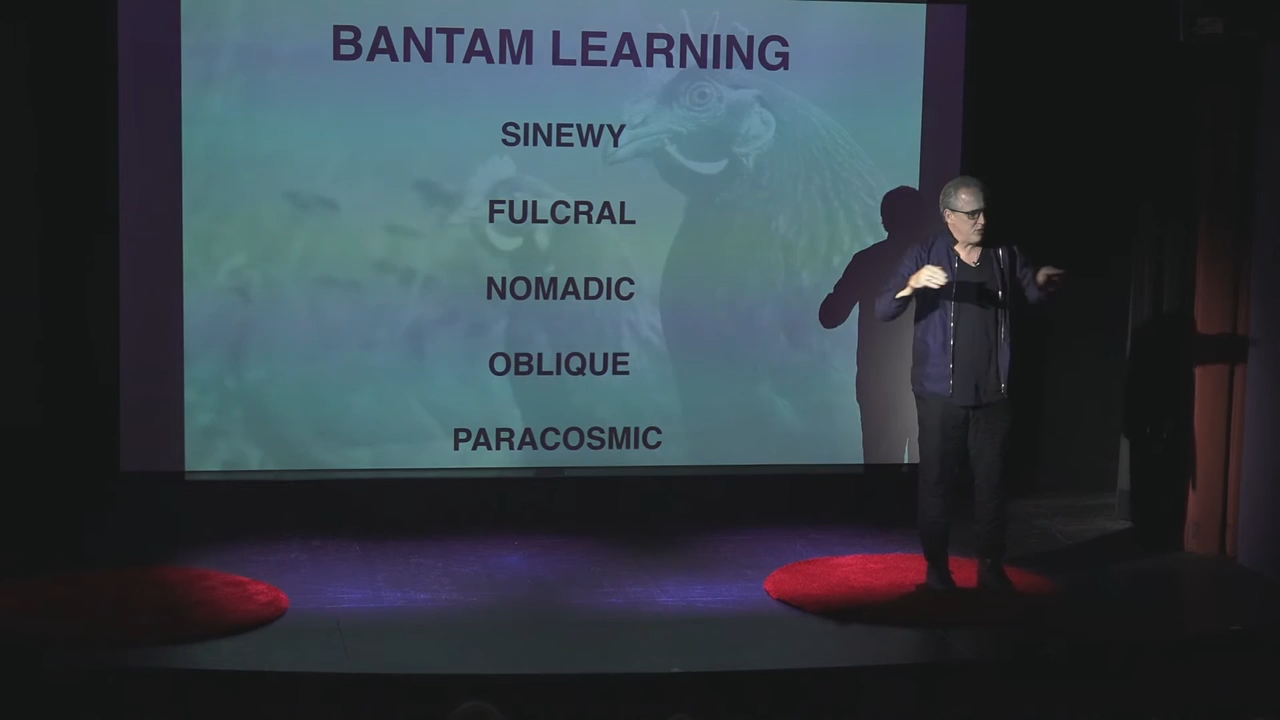 BANTAM LEARNING
SINEWY
FULCRAL
NOMADIC
OBLIQUE
PARACOSMIC